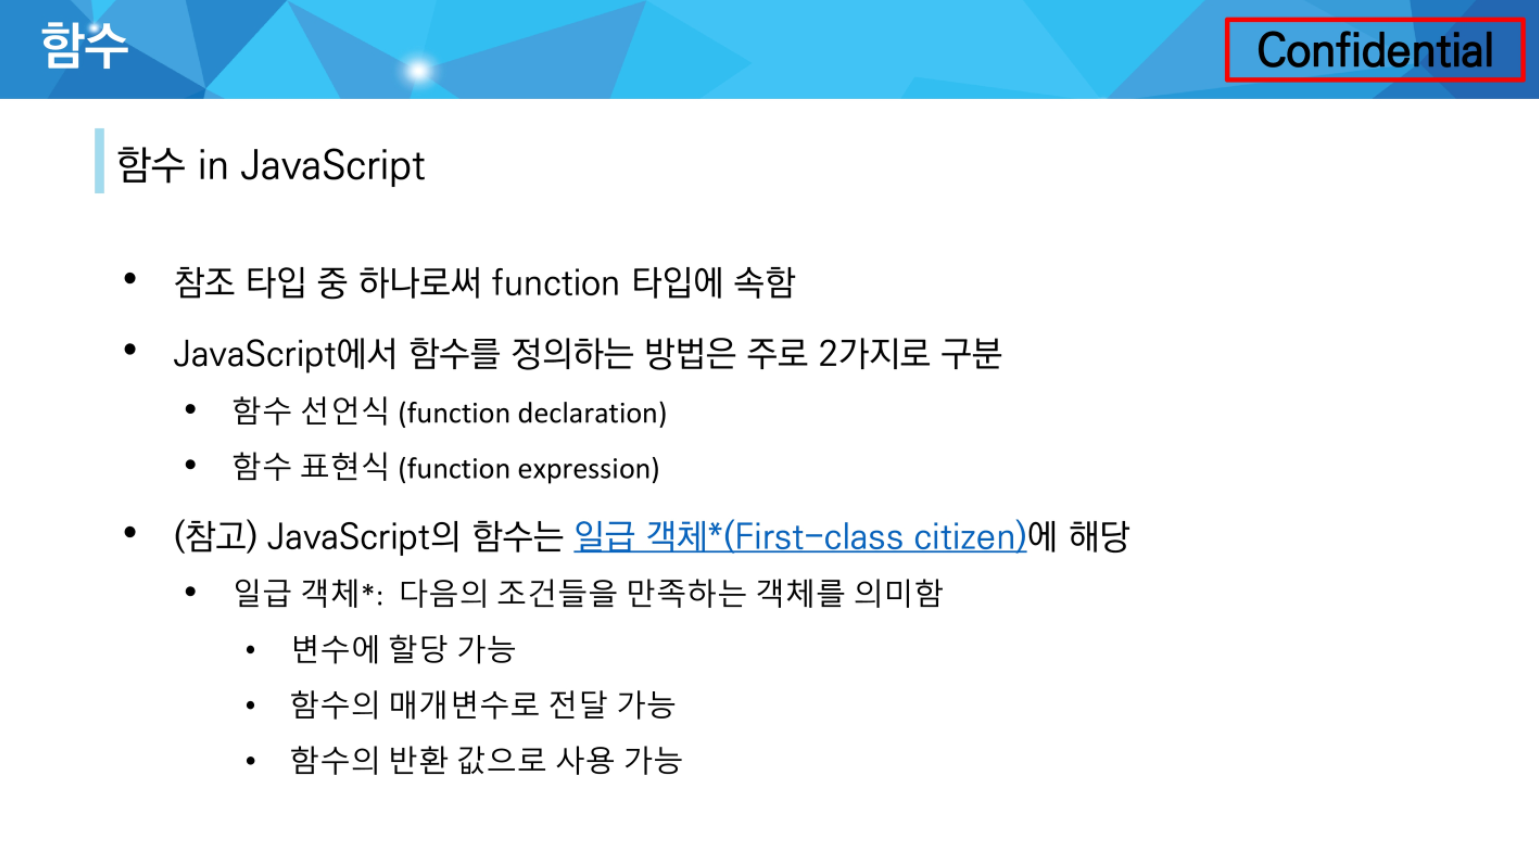 함수
Confidential
함수 in JavaScript
• 참조 타입 중 하나로써 function 타입에 속함
• JavaScript에서 함수를 정의하는 방법은 주로 2가지로 구분
• 함수 선언식 (function declaration)
• 함수 표현식 (function expression)
• (참고) JavaScript의 함수는 일급 객체*(First-class citizen)에 해당
• 일급 객체*: 다음의 조건들을 만족하는 객체를 의미함
• 변수에 할당 가능
• 함수의 매개변수로 전달 가능
• 함수의 반환 값으로 사용 가능